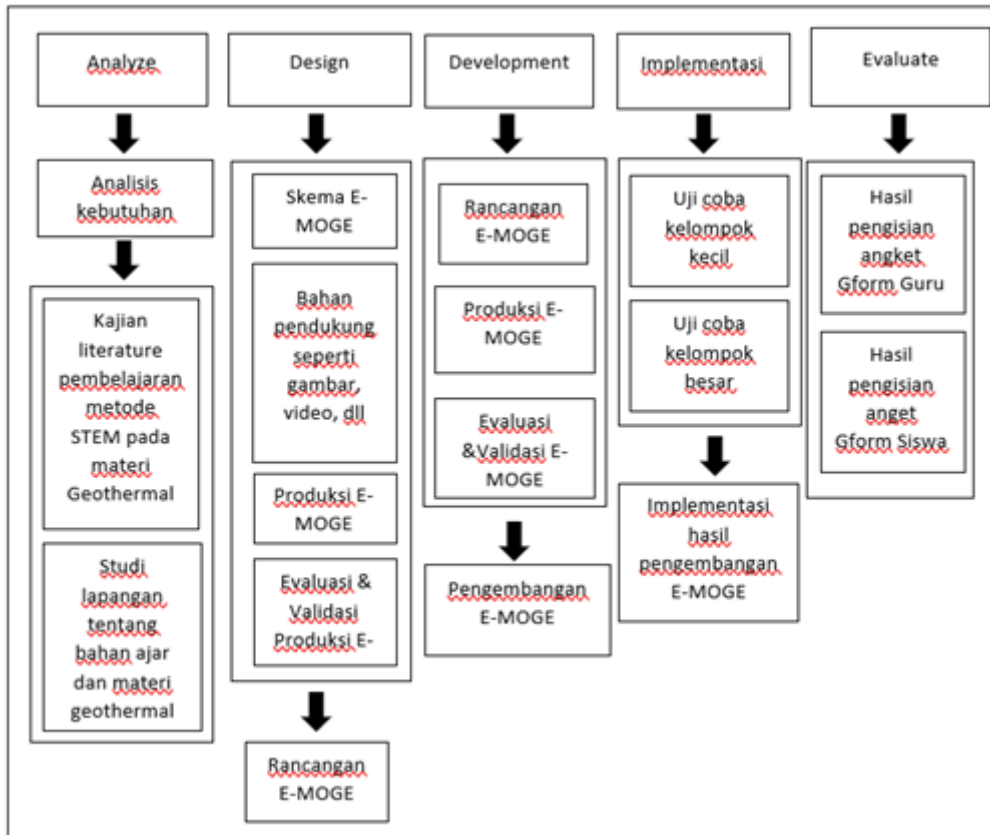 Analyze
Analisis
kebutuhan
Kajian
literature
pembelajaran
metode
STEM pada
materi
Geothermal
Studi
lapangan
tentang
bahan ajar
dan materi
geothermal
Design
Skema E-
MOGE
Bahan
pendukung
seperti
gambar,
video, dll
Produksi E-
MOGE
Evaluasi &
Validasi
Produksi E-
Rancangan
E-MOGE
Development
Rancangan
E-MOGE
Produksi E-
MOGE
Evaluasi
&Validasi E-
MOGE
Pengembangan
E-MOGE
Implementasi
Uji coba
kelompok
kecil
Uji coba
kelompok
besar
Implementasi
hasil
pengembangan
E-MOGE
Evaluate
Hasil
pengisian
angket
Gform Guru
Hasil
pengisian
anget
Gform Siswa